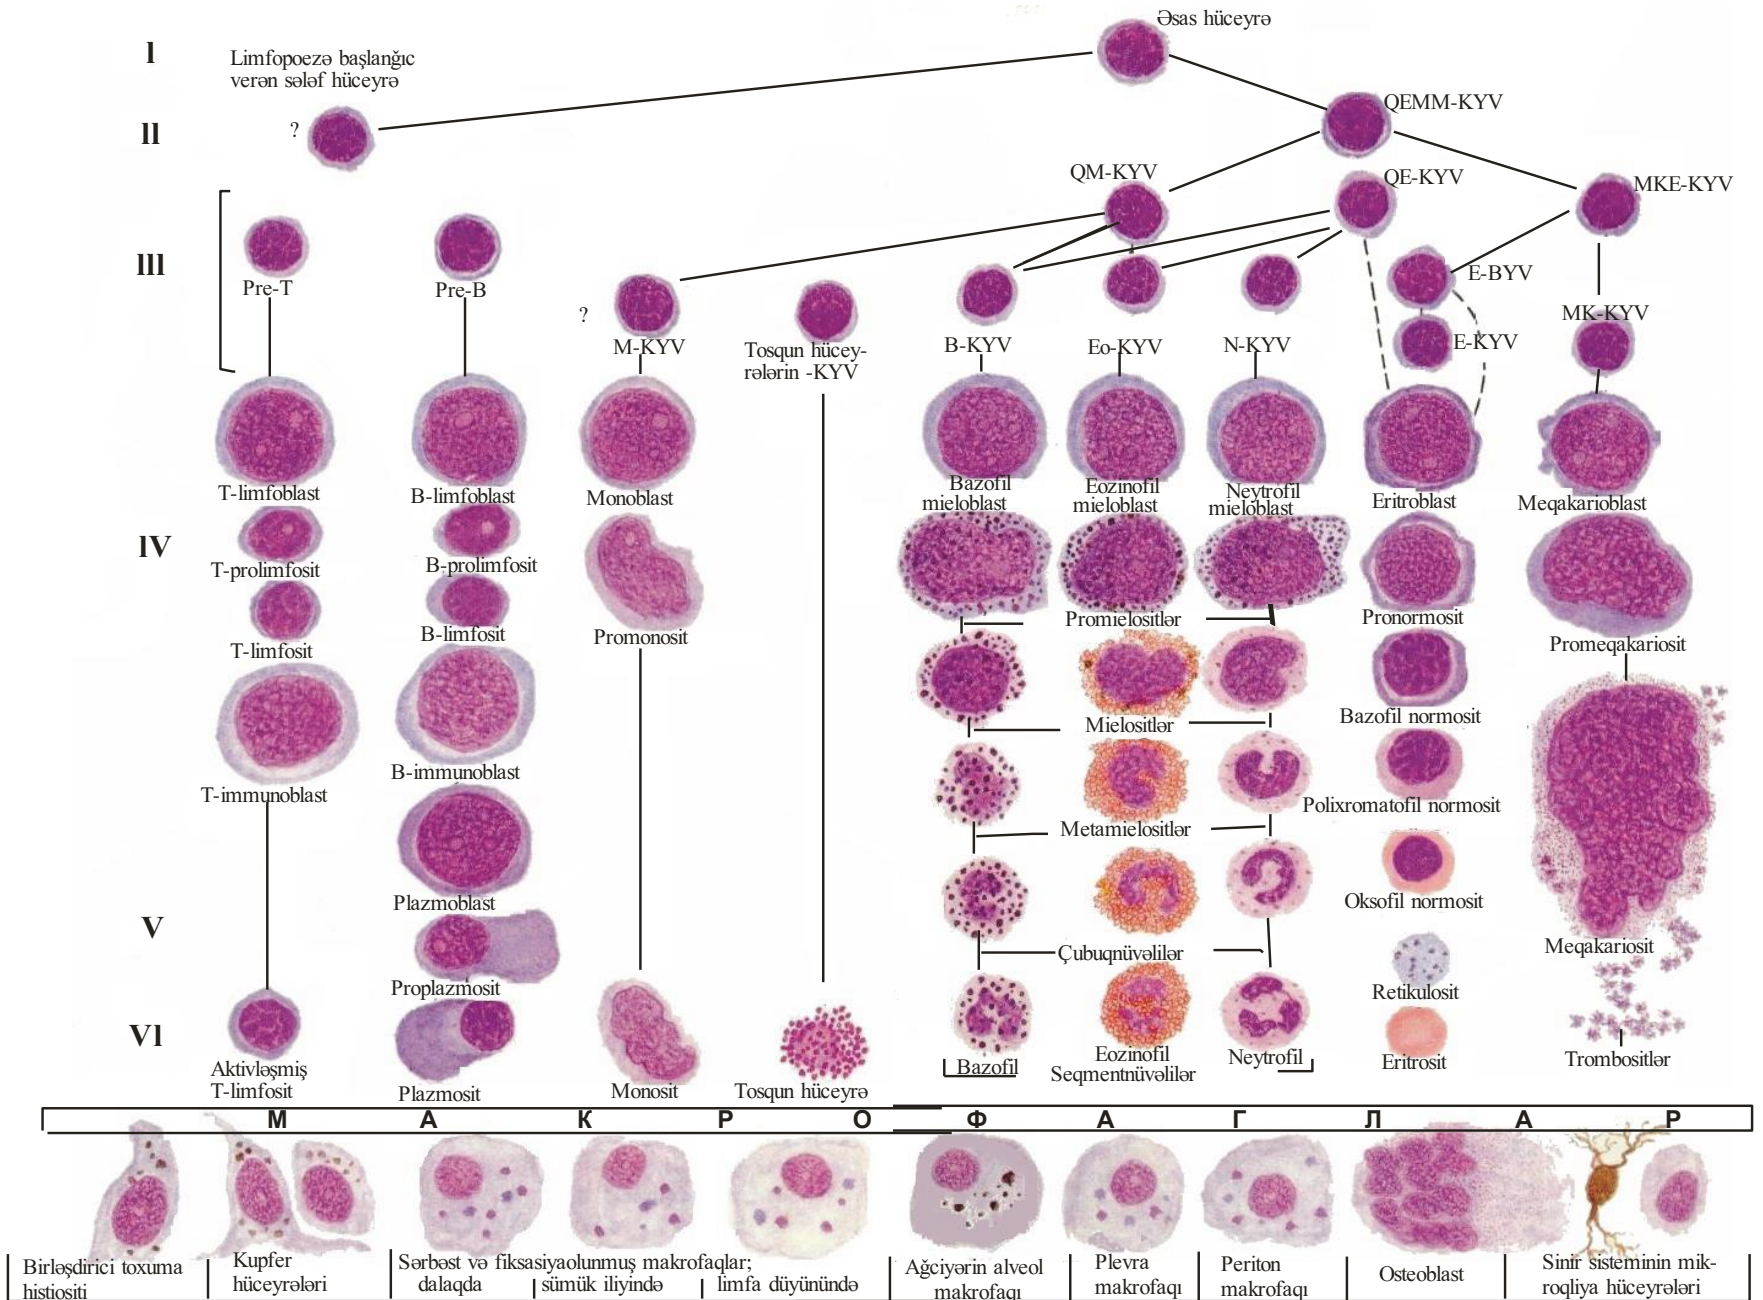 Əsas hüceyrə
I
Limfopoezə başlanğıc
verən sələf hüceyrə
QEMM-KYV
II
?
QM-KYV
QE-KYV
MKE-KYV
III
Pre-T
Pre-B
E-BYV
?
MK-KYV
M-KYV
Tosqun hücey-
rələrin -KYV
B-KYV
Eo-KYV
N-KYV
E-KYV
T-limfoblast
B-limfoblast
Monoblast
Bazofil
mieloblast
Eozinofil
mieloblast
Neytrofil
mieloblast
Eritroblast
Meqakarioblast
IV
T-prolimfosit
B-prolimfosit
T-limfosit
B-limfosit
Promonosit
Promielositlər
Pronormosit
Promeqakariosit
Mielositlər
Bazofil normosit
T-immunoblast
B-immunoblast
Polixromatofil normosit
Metamielositlər
Plazmoblast
Oksofil normosit
V
Çubuqnüvəlilər
Meqakariosit
Proplazmosit
Retikulosit
VI
Aktivləşmiş
T-limfosit
Plazmosit
Monosit
Tosqun hüceyrə
Bazofil
Eozinofil
Seqmentnüvəlilər
Neytrofil
Eritrosit
Trombositlər
М А К Р О Ф А Г Л А Р
Birləşdirici toxuma
histiositi
Kupfer
hüceyrələri
Sərbəst və fiksasiyaolunmuş makrofaqlar;
dalaqda
sümük iliyində
limfa düyünündə
Ağciyərin alveol
makrofaqı
Plevra
makrofaqı
Periton
makrofaqı
Osteoblast
Sinir sisteminin mik-
roqliya hüceyrələri